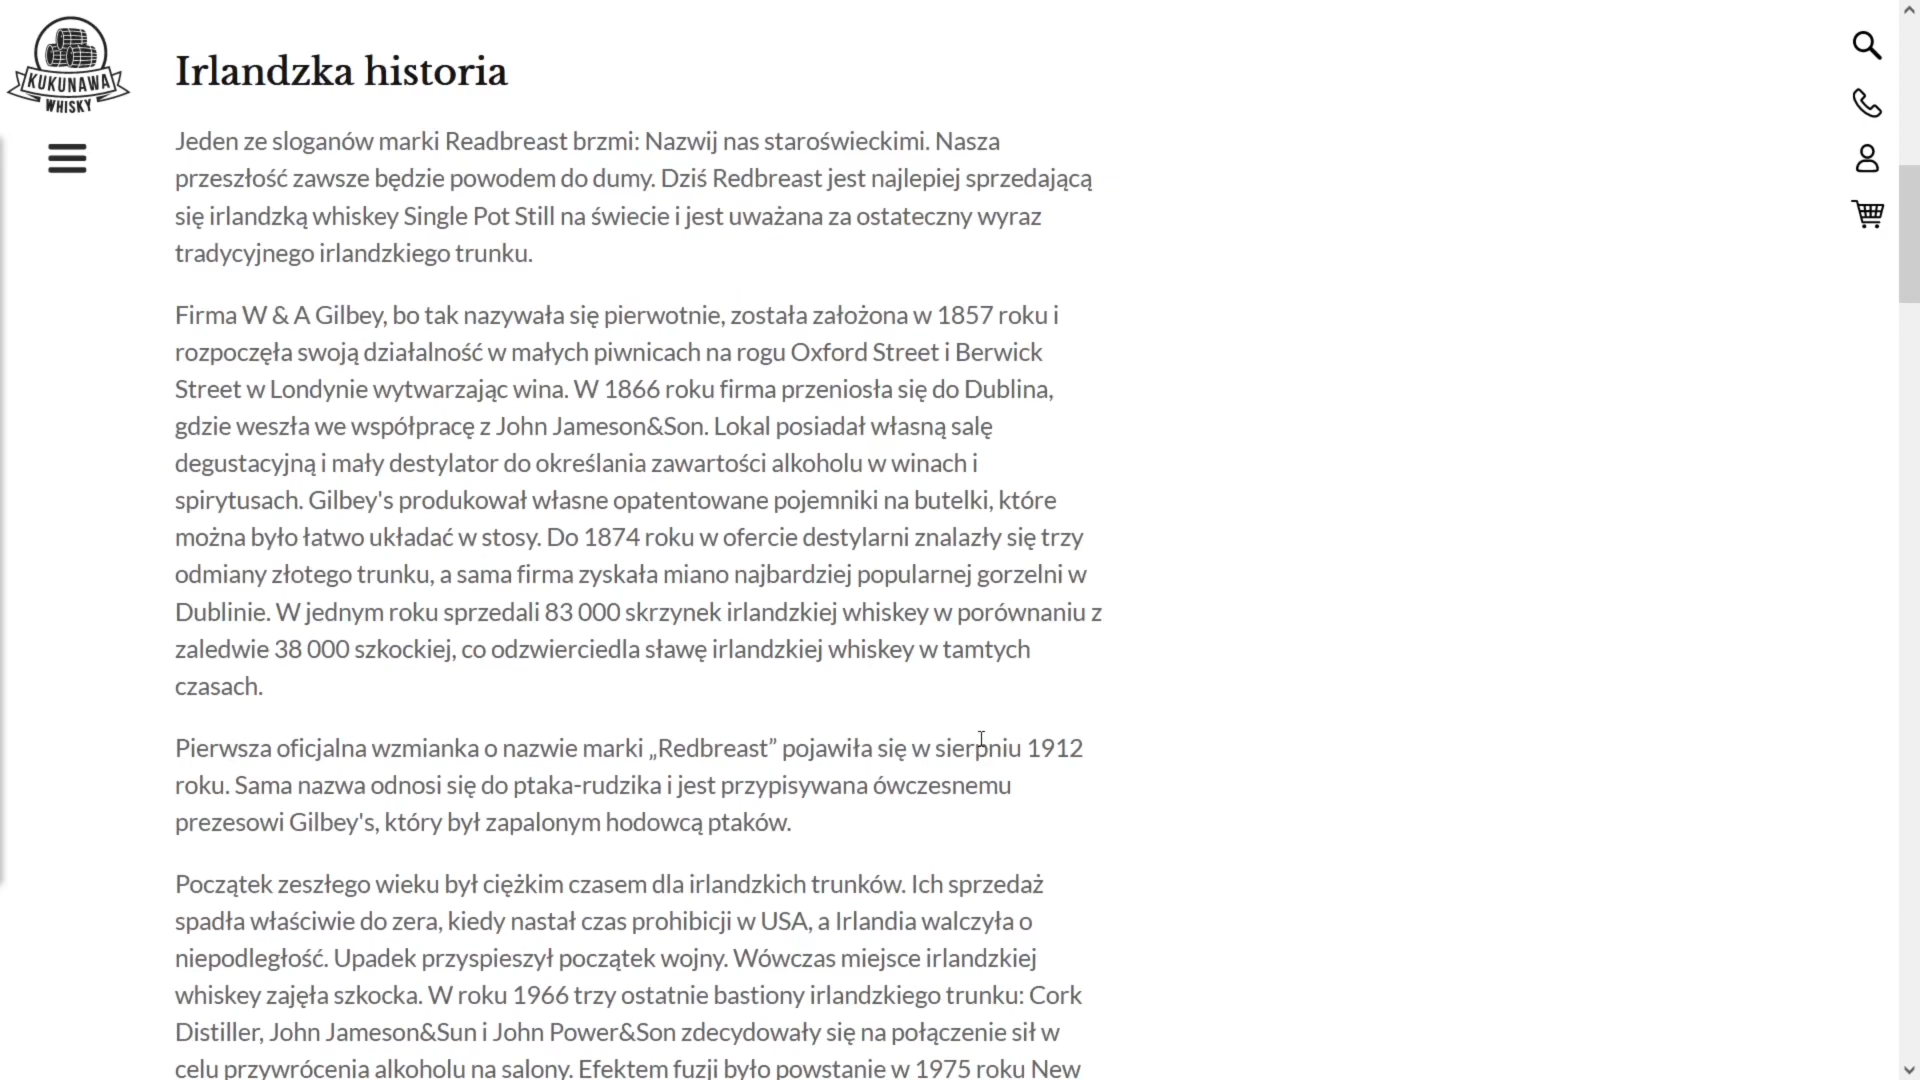 KUKUNAWA
WHISKY
Irlandzka historia
Jeden ze sloganów marki Readbreast brzmi: Nazwij nas staroświeckimi. Nasza
przeszłość zawsze będzie powodem do dumy. Dziś Redbreast jest najlepiej sprzedającą
się irlandzką whiskey Single Pot Still na świecie i jest uważana za ostateczny wyraz
tradycyjnego irlandzkiego trunku.
Firma W & A Gilbey, bo tak nazywała się pierwotnie, została założona w 1857 roku i
rozpoczęła swoją działalność w małych piwnicach na rogu Oxford Street i Berwick
Street w Londynie wytwarzając wina. W 1866 roku firma przeniosła się do Dublina,
gdzie weszła we współpracę z John Jameson&Son. Lokal posiadał własną salę
degustacyjną i mały destylator do określania zawartości alkoholu w winach i
spirytusach. Gilbey's produkował własne opatentowane pojemniki na butelki, które
można było łatwo układać w stosy. Do 1874 roku w ofercie destylarni znalazły się trzy
odmiany złotego trunku, a sama firma zyskała miano najbardziej popularnej gorzelni w
Dublinie. W jednym roku sprzedali 83 000 skrzynek irlandzkiej whiskey w porównaniu z
zaledwie 38 000 szkockiej, co odzwierciedla sławę irlandzkiej whiskey w tamtych
czasach.
Pierwsza oficjalna wzmianka o nazwie marki „Redbreast” pojawiła się w sierpniu 1912
roku. Sama nazwa odnosi się do ptaka-rudzika i jest przypisywana ówczesnemu
prezesowi Gilbey's, który był zapalonym hodowcą ptaków.
Początek zeszłego wieku był ciężkim czasem dla irlandzkich trunków. Ich sprzedaż
spadła właściwie do zera, kiedy nastał czas prohibicji w USA, a Irlandia walczyła o
niepodległość. Upadek przyspieszył początek wojny. Wówczas miejsce irlandzkiej
whiskey zajęła szkocka. W roku 1966 trzy ostatnie bastiony irlandzkiego trunku: Cork
Distiller, John Jameson&Sun i John Power&Son zdecydowały się na połączenie sił w
celu przywrócenia alkoholu na salony. Efektem fuzji było powstanie w 1975 roku New